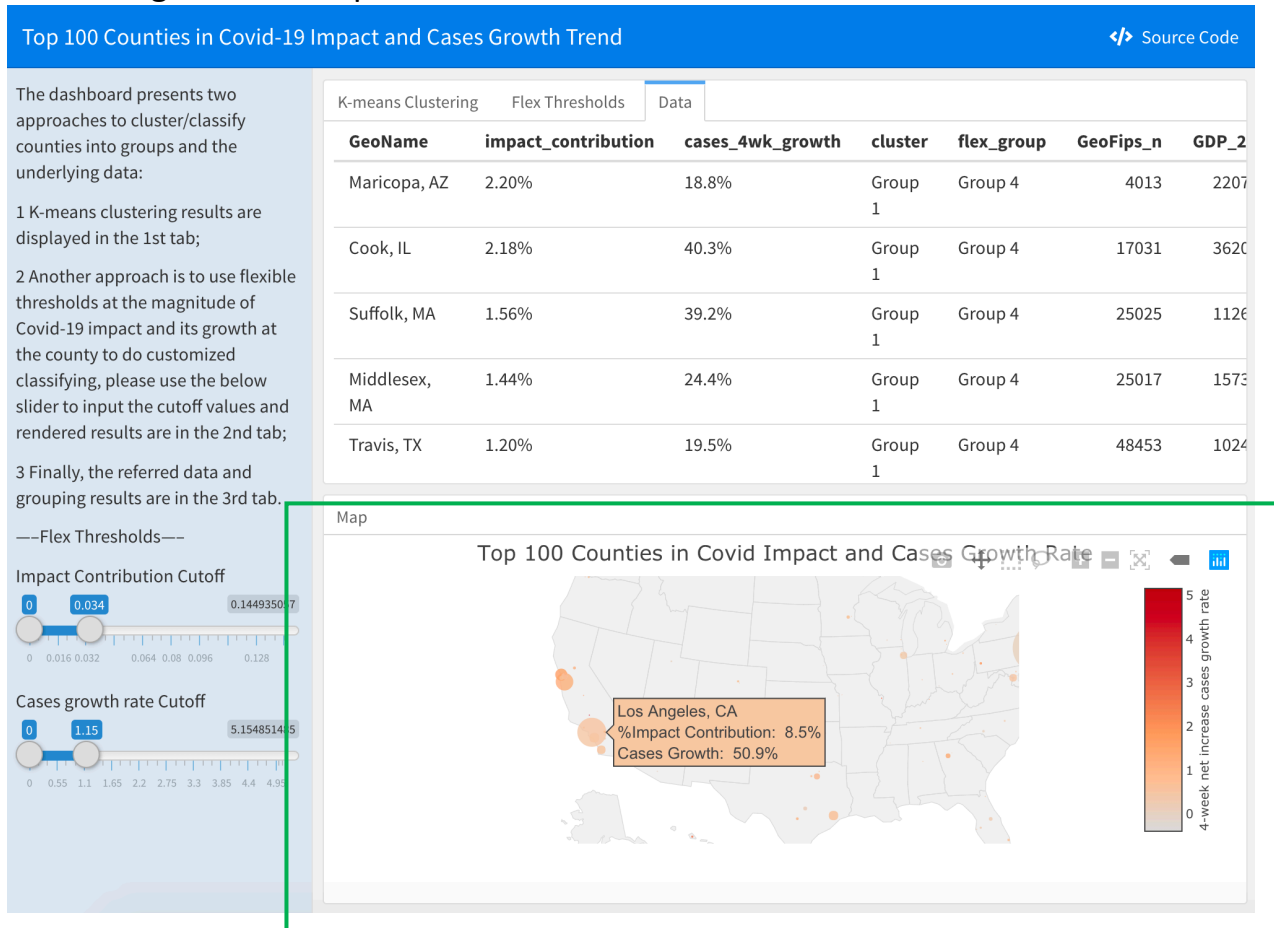 Top 100 Counties in Covid-19 Impact and Cases Growth Trend
</> Source Code
The dashboard presents two
approaches to cluster/classify
counties into groups and the
underlying data:
1 K-means clustering results are
displayed in the 1st tab;
2 Another approach is to use flexible
thresholds at the magnitude of
Covid-19 impact and its growth at
the county to do customized
classifying, please use the below
slider to input the cutoff values and
rendered results are in the 2nd tab;
3 Finally, the referred data and
grouping results are in the 3rd tab.
—–Flex Thresholds—–
Impact Contribution Cutoff
0 0.034
0 0.016 0.032 0.064 0.08 0.096 0.128
Cases growth rate Cutoff
0 1.15
0 0.55 1.1 1.65 2.2 2.75 3.3 3.85 4.4 4.95
K-means Clustering Flex Thresholds Data
GeoName impact_contribution cases_4wk_growth cluster flex_group GeoFips_n GDP_2
Maricopa, AZ 2.20% 18.8% Group Group 4 4013 2207
1
Cook, IL 2.18% 40.3% Group Group 4 17031 3620
1
Suffolk, MA 1.56% 39.2% Group Group 4 25025 1126
1
Middlesex, 1.44% 24.4% Group Group 4 25017 1573
MA 1
Travis, TX 1.20% 19.5% Group Group 4 48453 1024
1
Map
Top 100 Counties in Covid Impact and Cases Growth Rate
Los Angeles, CA
%Impact Contribution: 8.5%
Cases Growth: 50.9%
5
4
3
2
1
0
4-week net increase cases growth rate